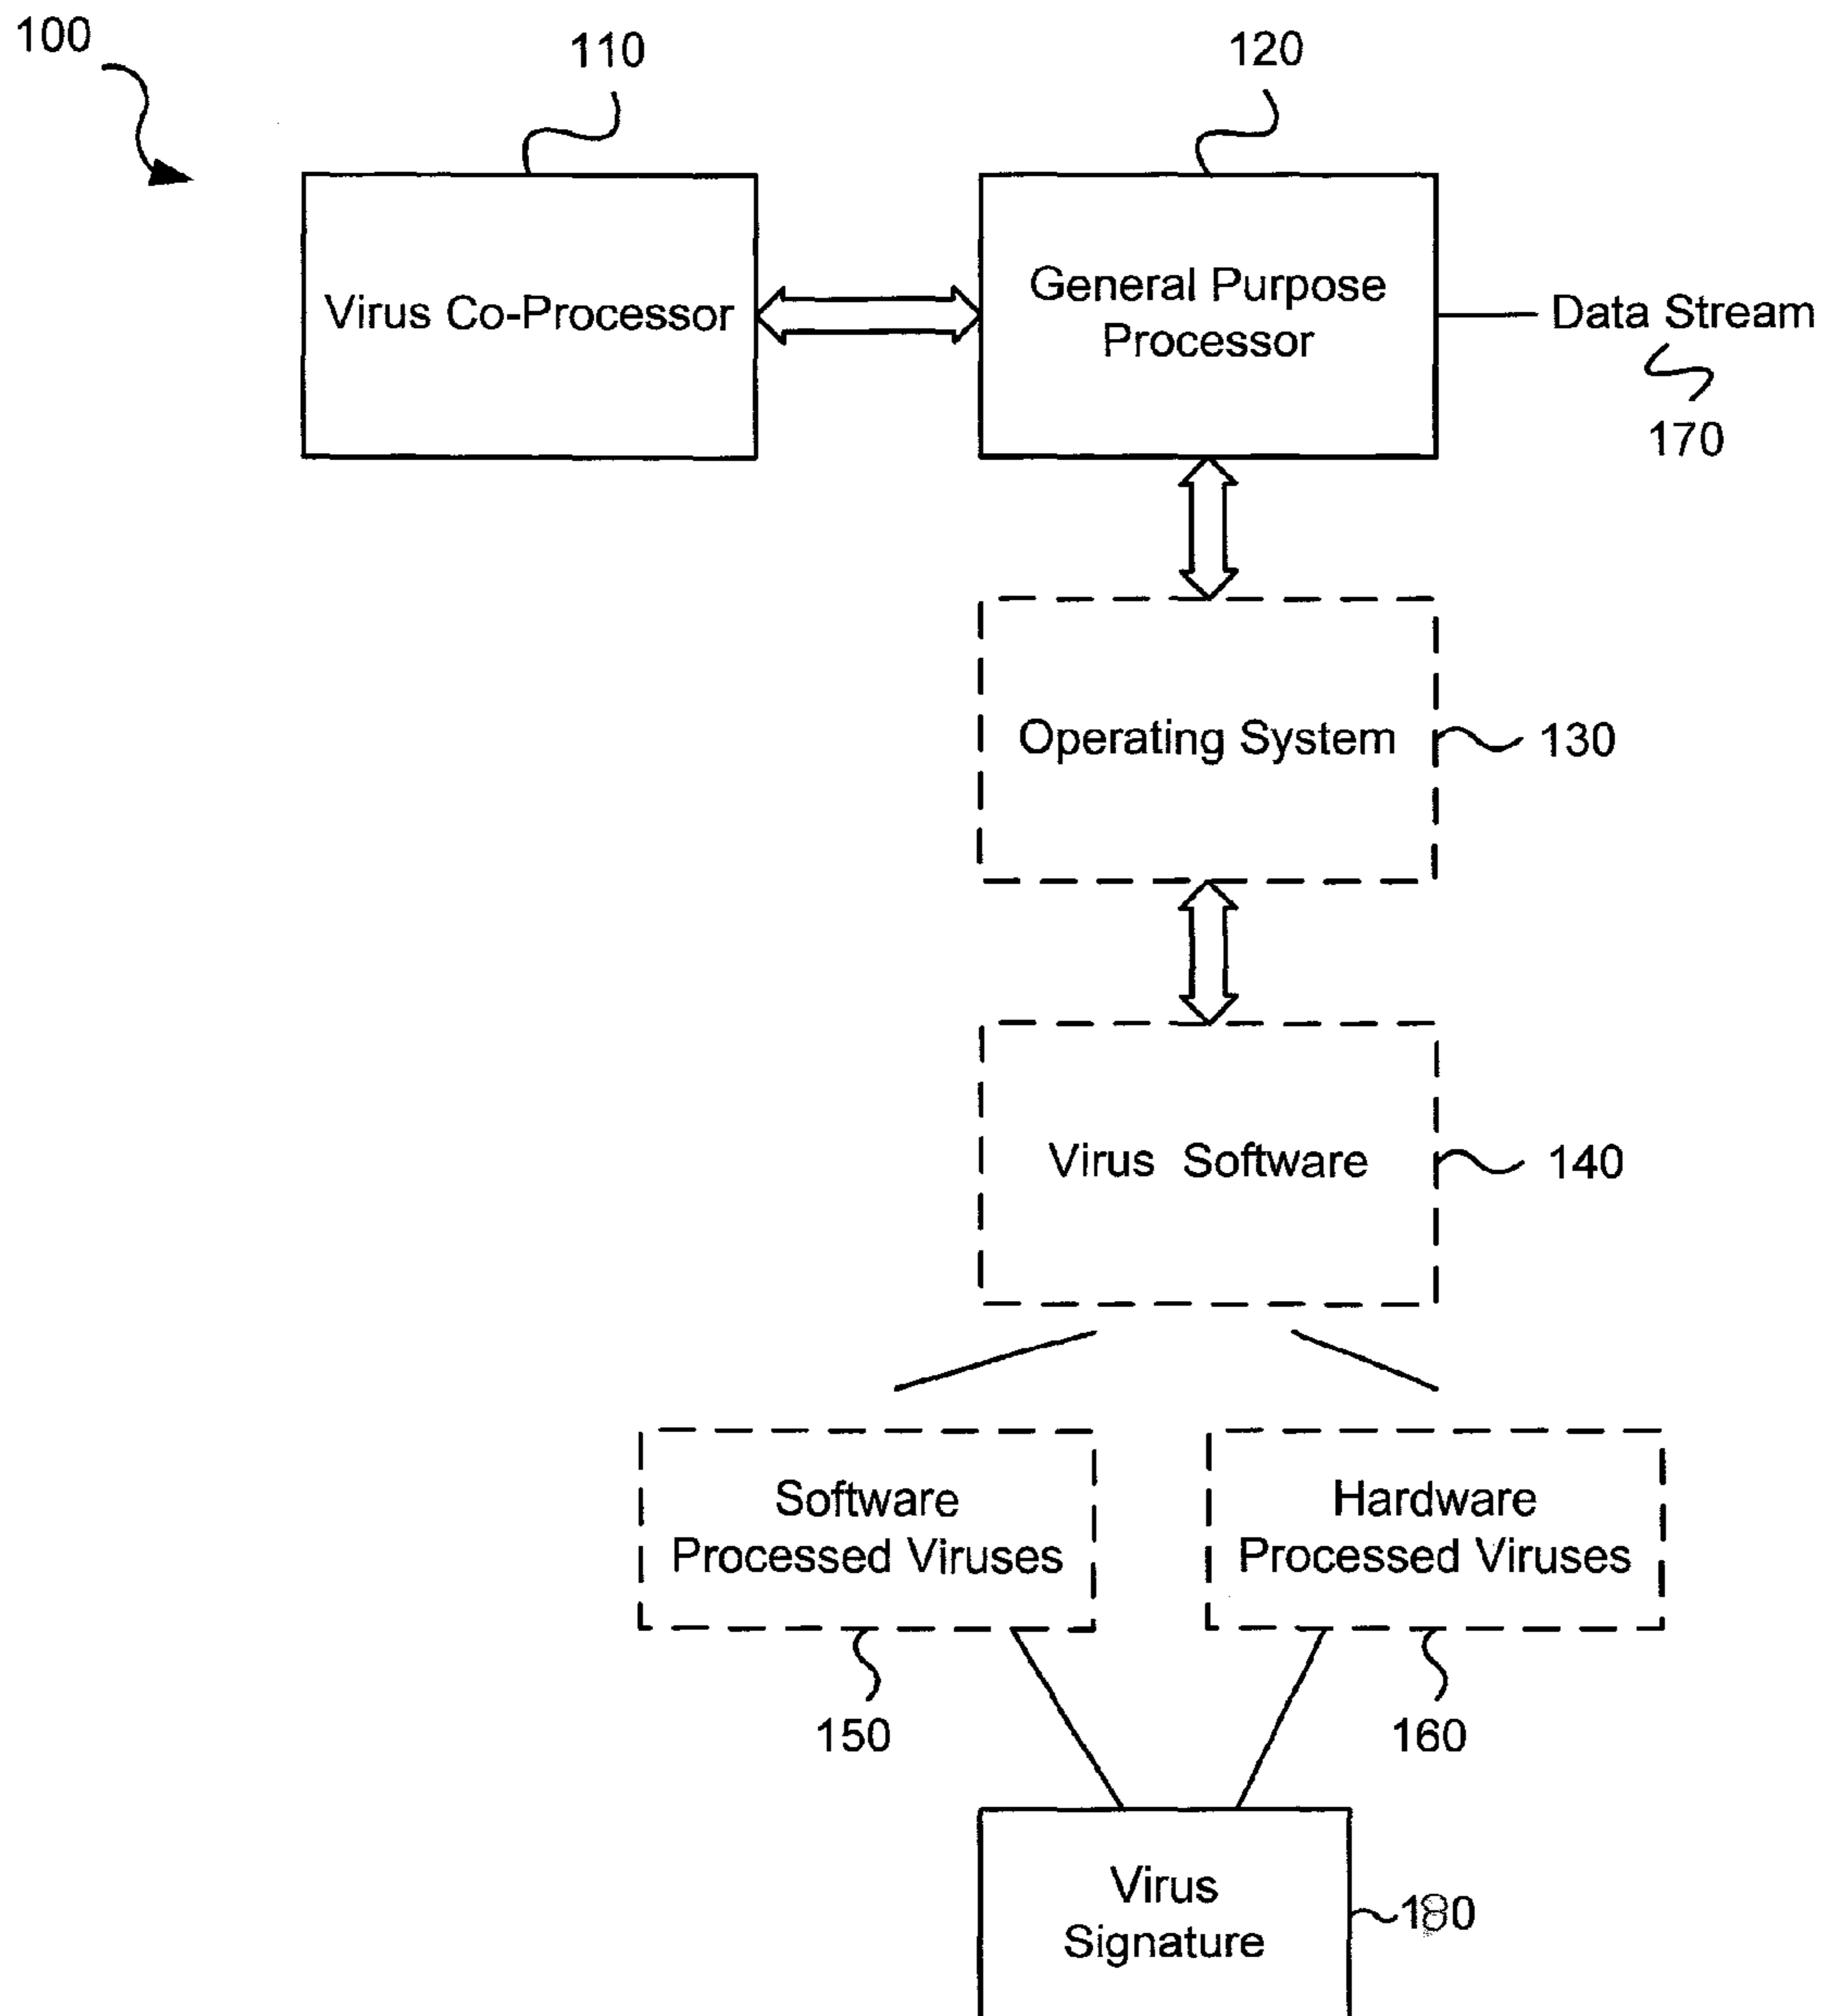 100
110
120
Virus Co-Processor
General Purpose
Processor
Data Stream
170
Operating System
130
Virus Software
140
Software
Processed Viruses
Hardware
Processed Viruses
150
160
Virus
Signature
180